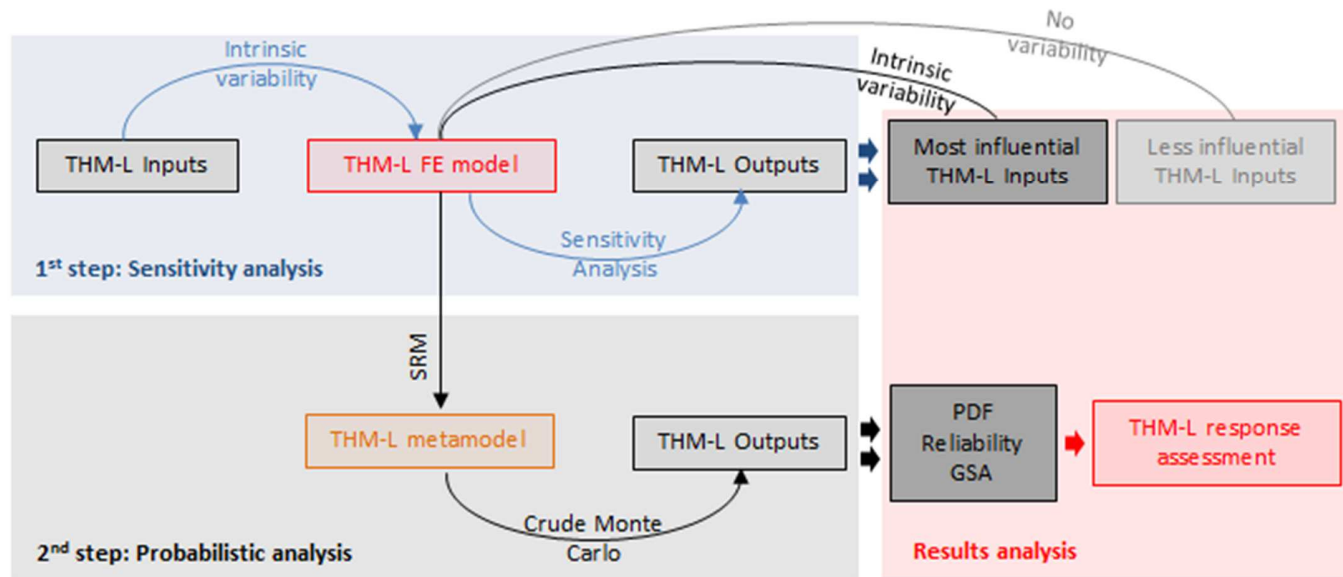 No
variability
Intrinsic
variability
Intrinsic
variability
THM-L Inputs
THM-L FE model
THM-L Outputs
Most influential
THM-L Inputs
Less influential
THM-L Inputs
Sensitivity
Analysis
1st step: Sensitivity analysis
SRM
THM-L metamodel
THM-L Outputs
PDF
Reliability
GSA
THM-L response
assessment
Crude Monte
Carlo
2nd step: Probabilistic analysis
Results analysis